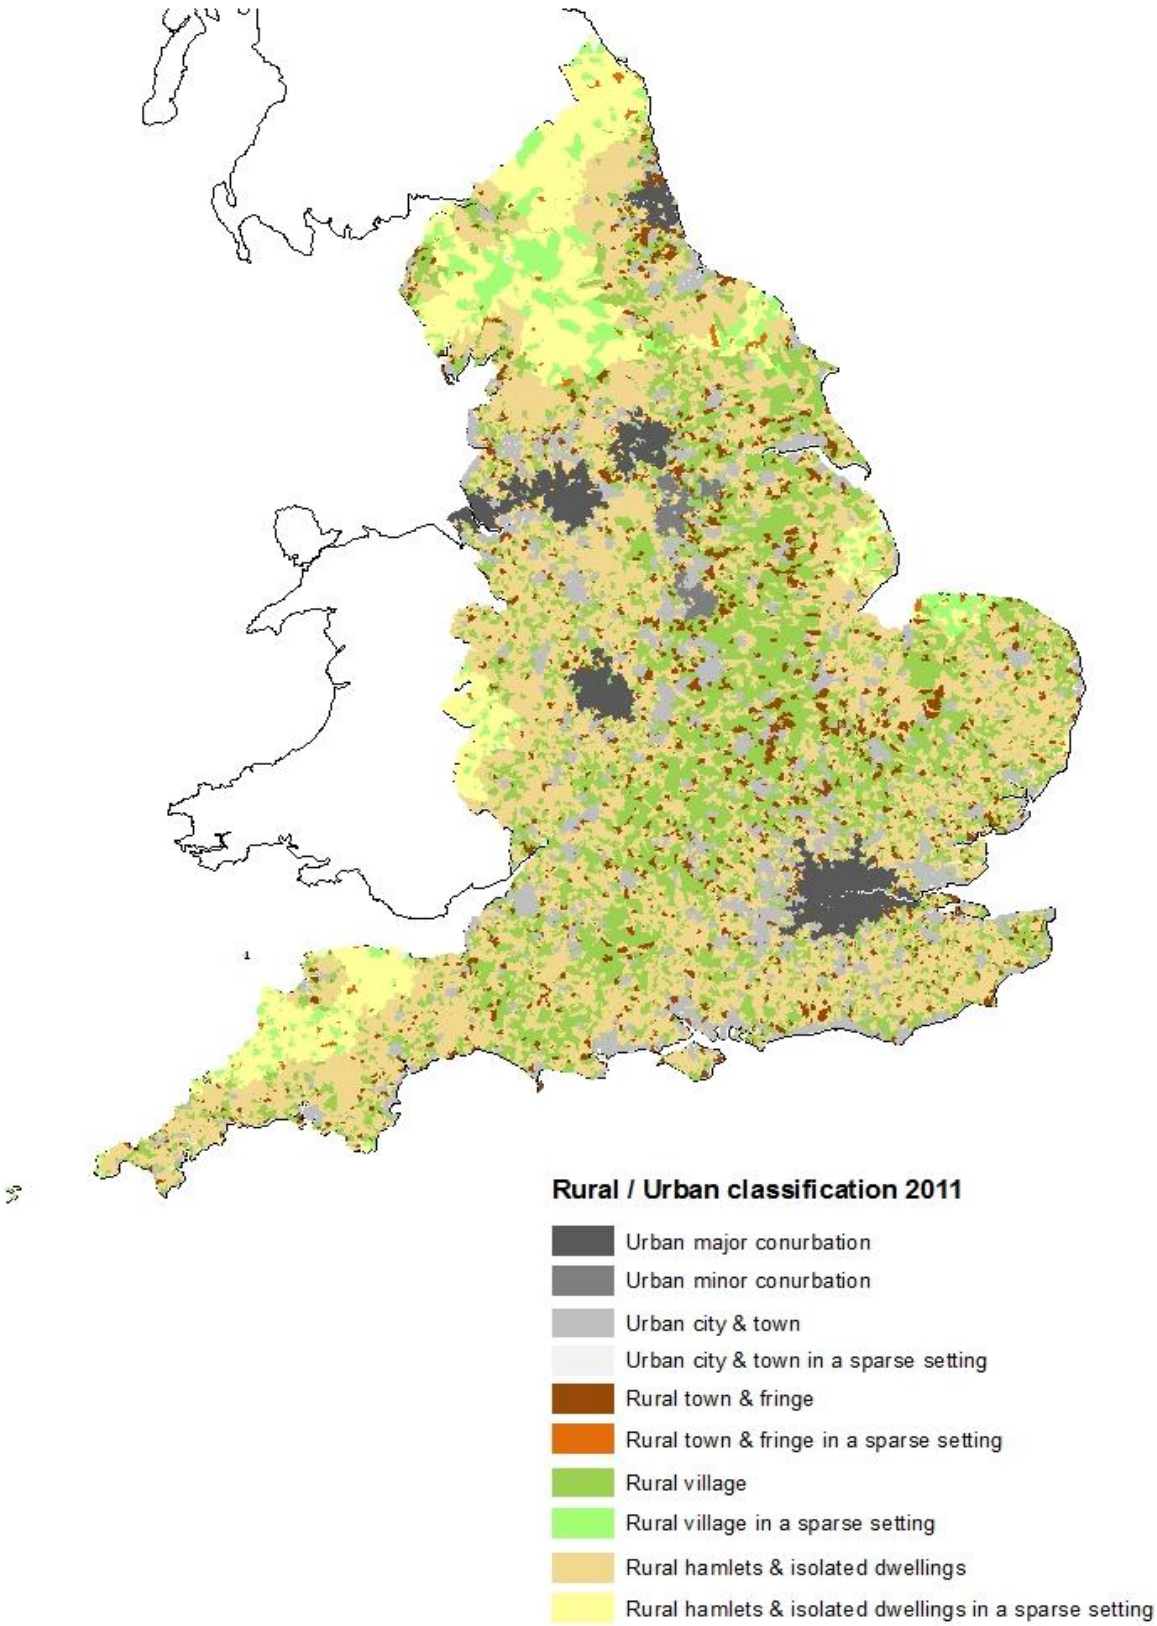 Rural / Urban classification 2011
Urban major conurbation
Urban minor conurbation
Urban city & town
Urban city & town in a sparse setting
Rural town & fringe
Rural town & fringe in a sparse setting
Rural village
Rural village in a sparse setting
Rural hamlets & isolated dwellings
Rural hamlets & isolated dwellings in a sparse setting